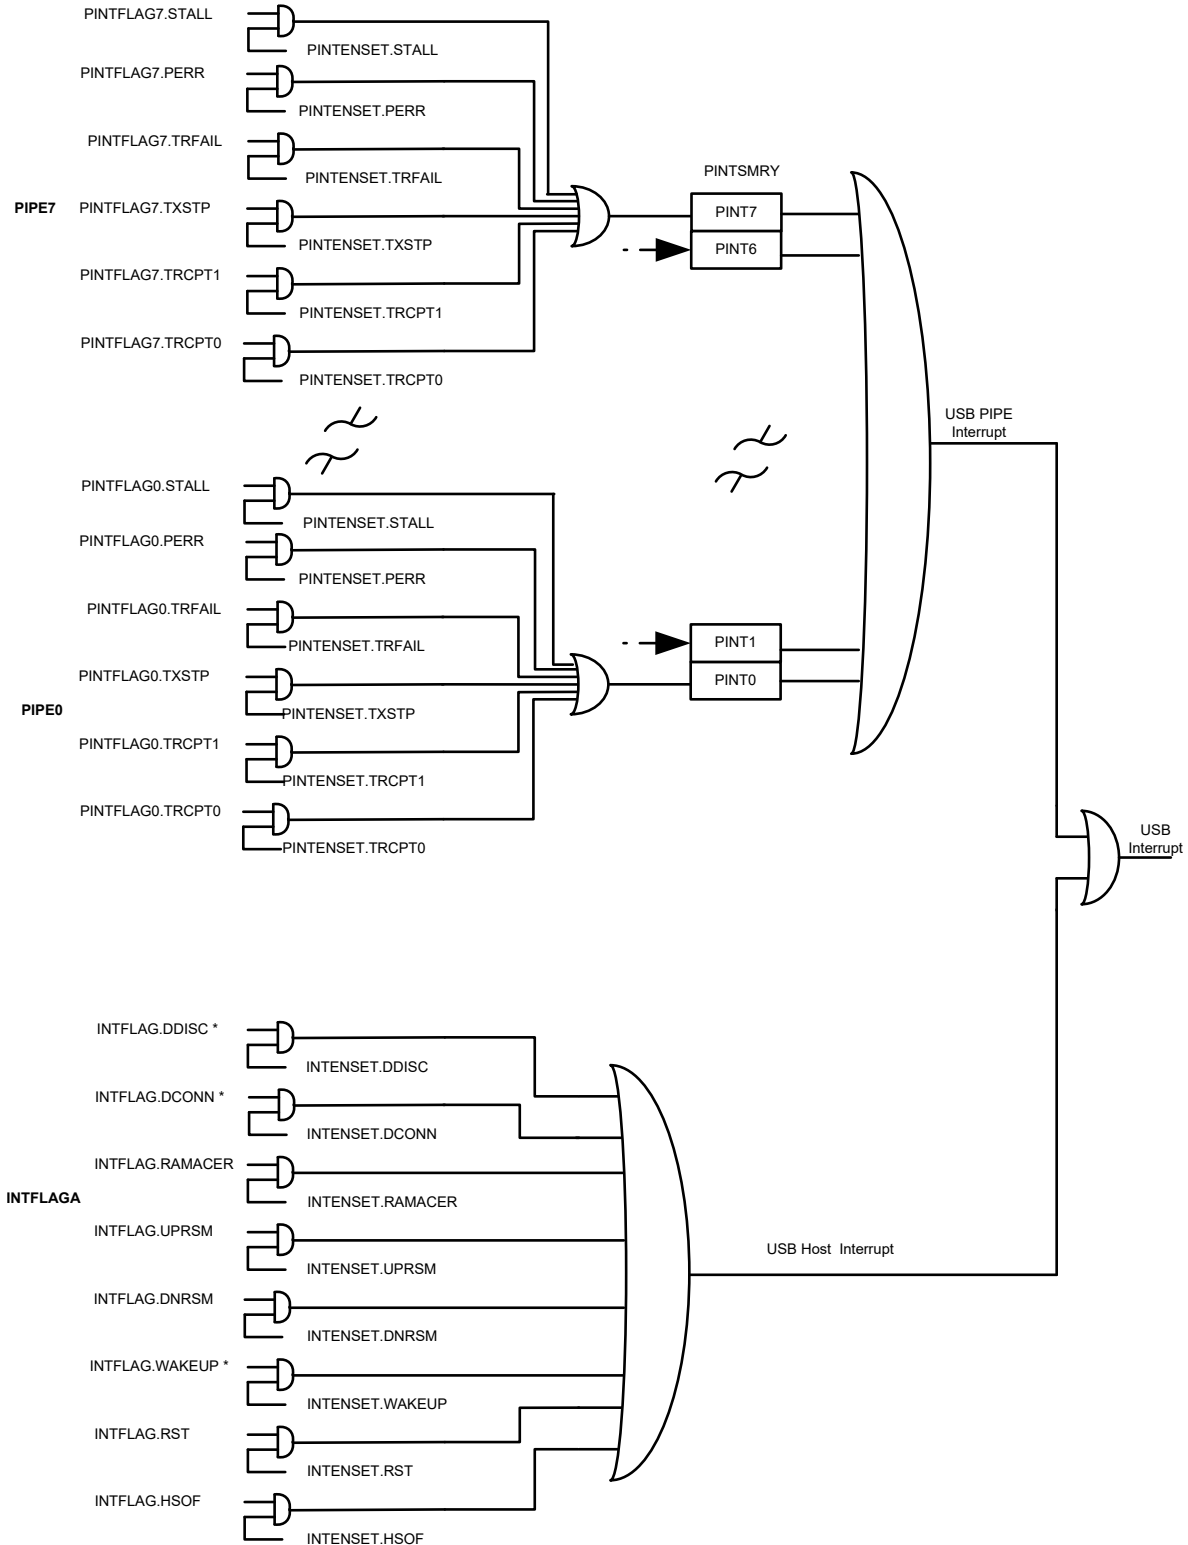 PINTFLAG7.STALL
PINTENSET.STALL
PINTFLAG7.PERR
PINTENSET.PERR
PINTFLAG7.TRFAIL
PINTENSET.TRFAIL
PIPE7
PINTFLAG7.TXSTP
PINTENSET.TXSTP
PINTFLAG7.TRCPT1
PINTENSET.TRCPT1
PINTFLAG7.TRCPT0
PINTENSET.TRCPT0
PINTSMRY
PINT7
PINT6
USB PIPE
Interrupt
PINTFLAG0.STALL
PINTENSET.STALL
PINTFLAG0.PERR
PINTENSET.PERR
PINTFLAG0.TRFAIL
PINTENSET.TRFAIL
PINTFLAG0.TXSTP
PINTENSET.TXSTP
PIPE0
PINTFLAG0.TRCPT1
PINTENSET.TRCPT1
PINTFLAG0.TRCPT0
PINTENSET.TRCPT0
PINT1
PINT0
USB
Interrupt
INTFLAG.DDISC *
INTENSET.DDISC
INTFLAG.DCONN *
INTENSET.DCONN
INTFLAG.RAMACER
INTENSET.RAMACER
INTFLAGA
INTFLAG.UPRSM
INTENSET.UPRSM
INTFLAG.DNRSM
INTENSET.DNRSM
INTFLAG.WAKEUP *
INTENSET.WAKEUP
INTFLAG.RST
INTENSET.RST
INTFLAG.HSOF
INTENSET.HSOF
USB Host Interrupt